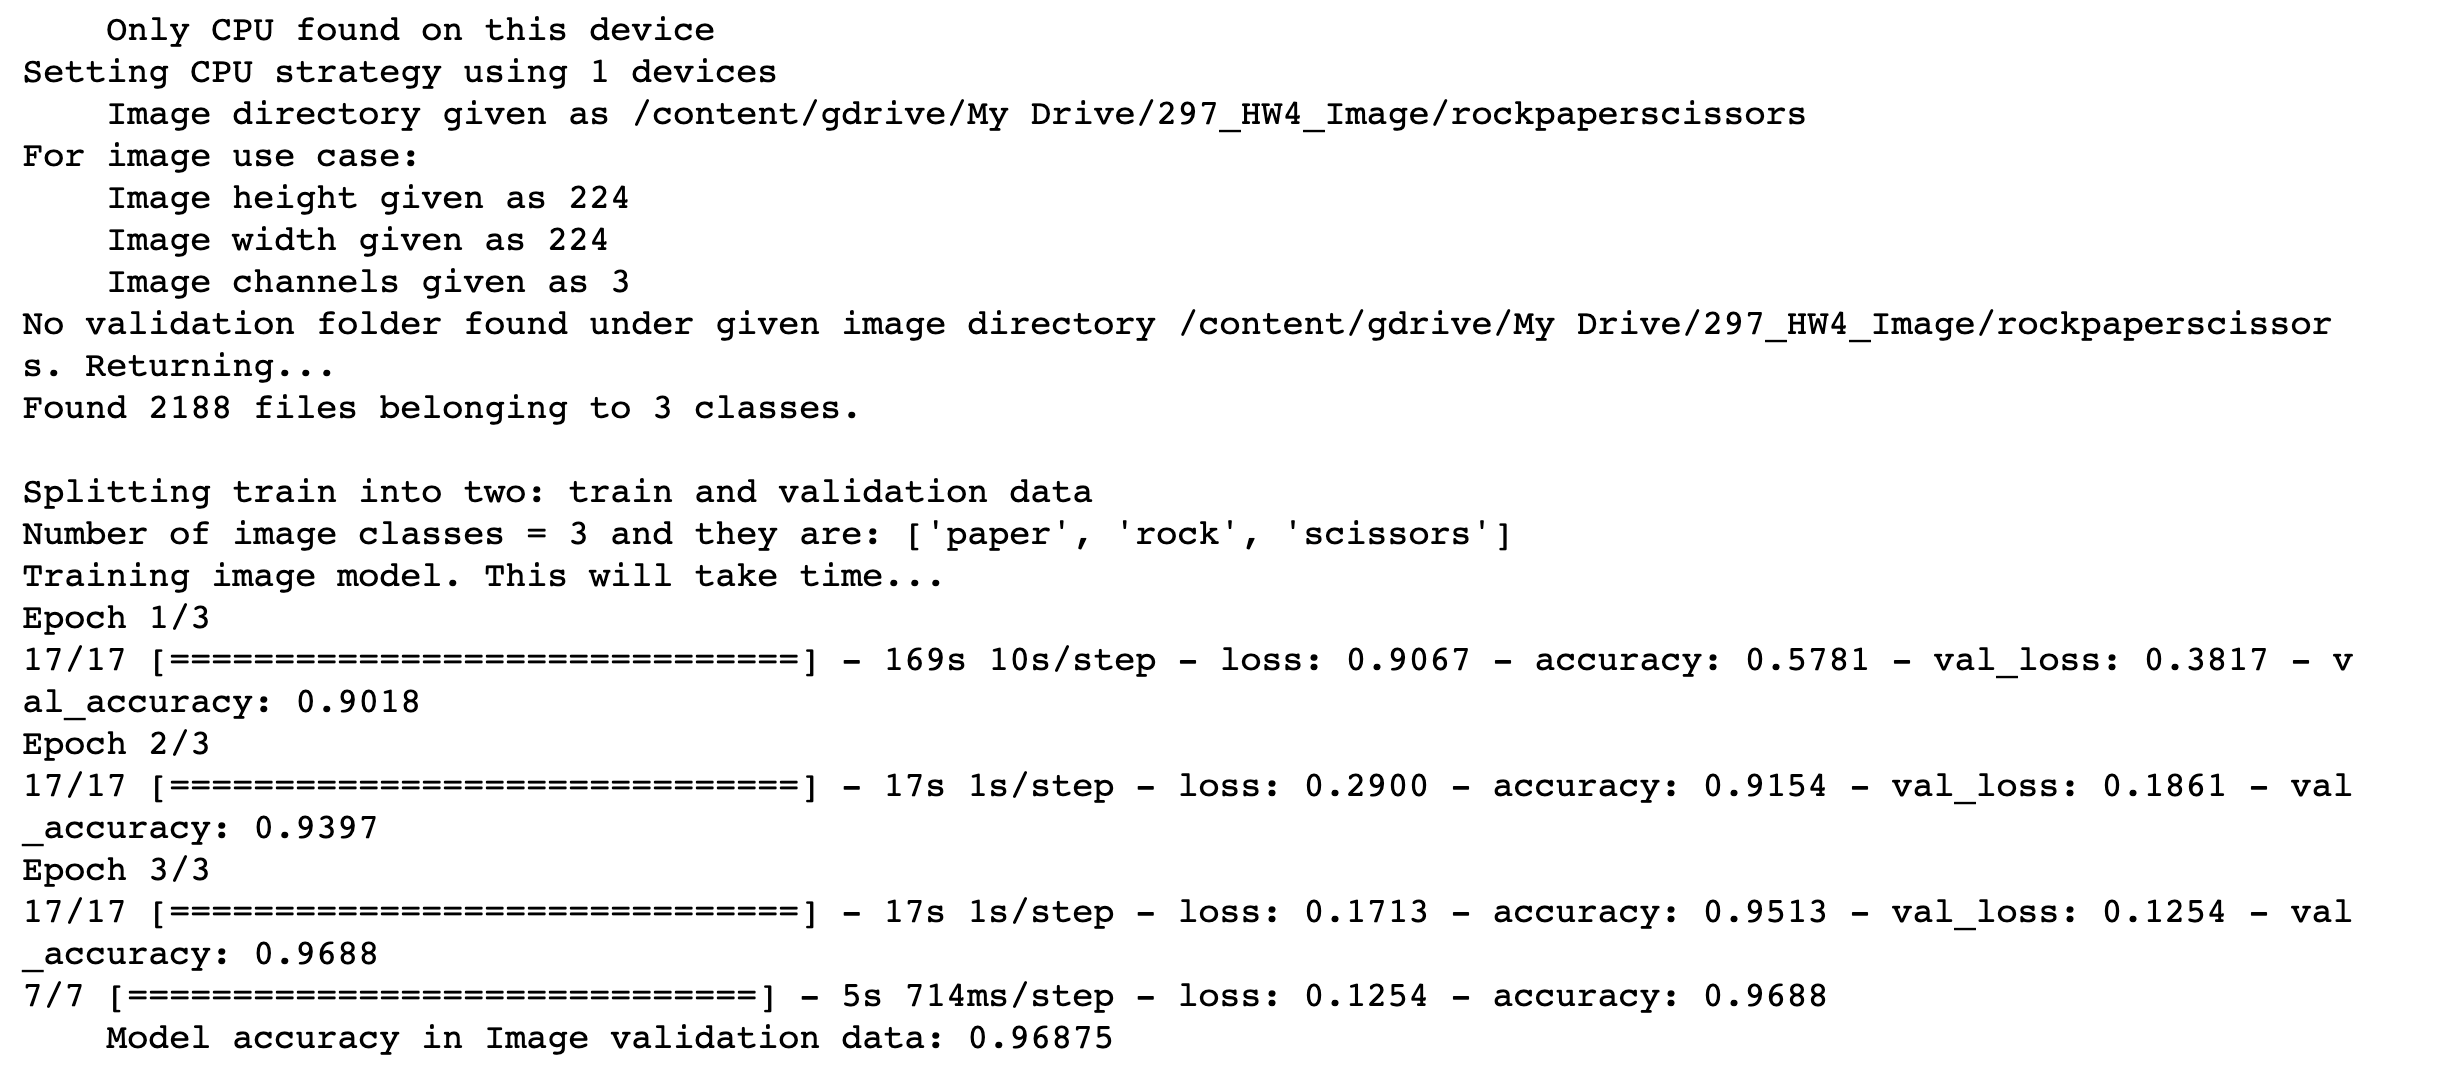 Only CPU found on this device
Setting CPU strategy using 1 devices
    Image directory given as /content/gdrive/My Drive/297_HW4_Image/rockpaperscissors
For image use case:
    Image height given as 224
    Image width given as 224
    Image channels given as 3
No validation folder found under given image directory /content/gdrive/My Drive/297_HW4_Image/rockpaperscissor
s. Returning...
Found 2188 files belonging to 3 classes.

Splitting train into two: train and validation data
Number of image classes = 3 and they are: ['paper', 'rock', 'scissors']
Training image model. This will take time...
Epoch 1/3
17/17 [==============================] - 169s 10s/step - loss: 0.9067 - accuracy: 0.5781 - val_loss: 0.3817 - v
al_accuracy: 0.9018
Epoch 2/3
17/17 [==============================] - 17s 1s/step - loss: 0.2900 - accuracy: 0.9154 - val_loss: 0.1861 - val
_accuracy: 0.9397
Epoch 3/3
17/17 [==============================] - 17s 1s/step - loss: 0.1713 - accuracy: 0.9513 - val_loss: 0.1254 - val
_accuracy: 0.9688
7/7 [==============================] - 5s 714ms/step - loss: 0.1254 - accuracy: 0.9688
    Model accuracy in Image validation data: 0.96875